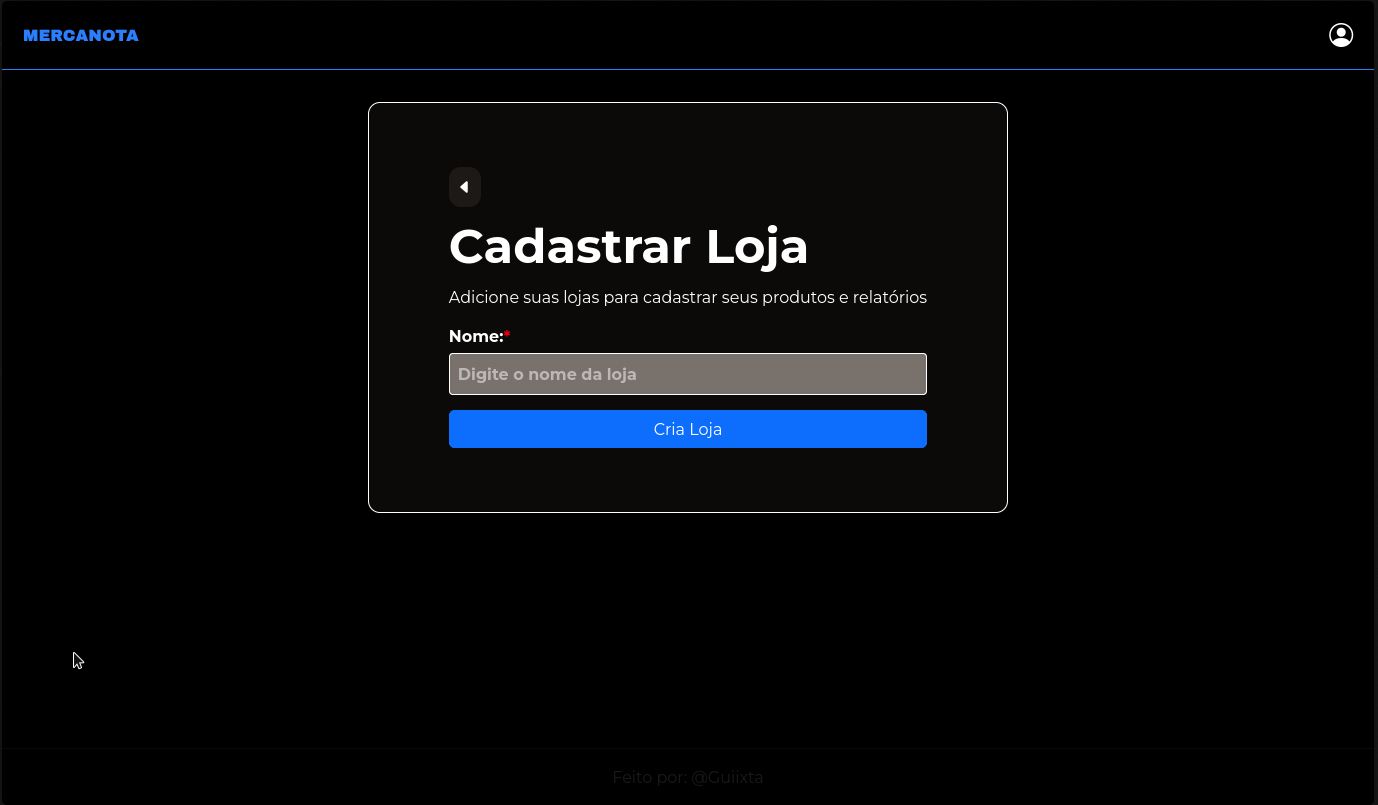 MERCANOTA
Cadastrar Loja
Adicione suas lojas para cadastrar seus produtos e relatórios
Nome:*
Digite o nome da loja
Cria Loja
Feito por: @Guiixta